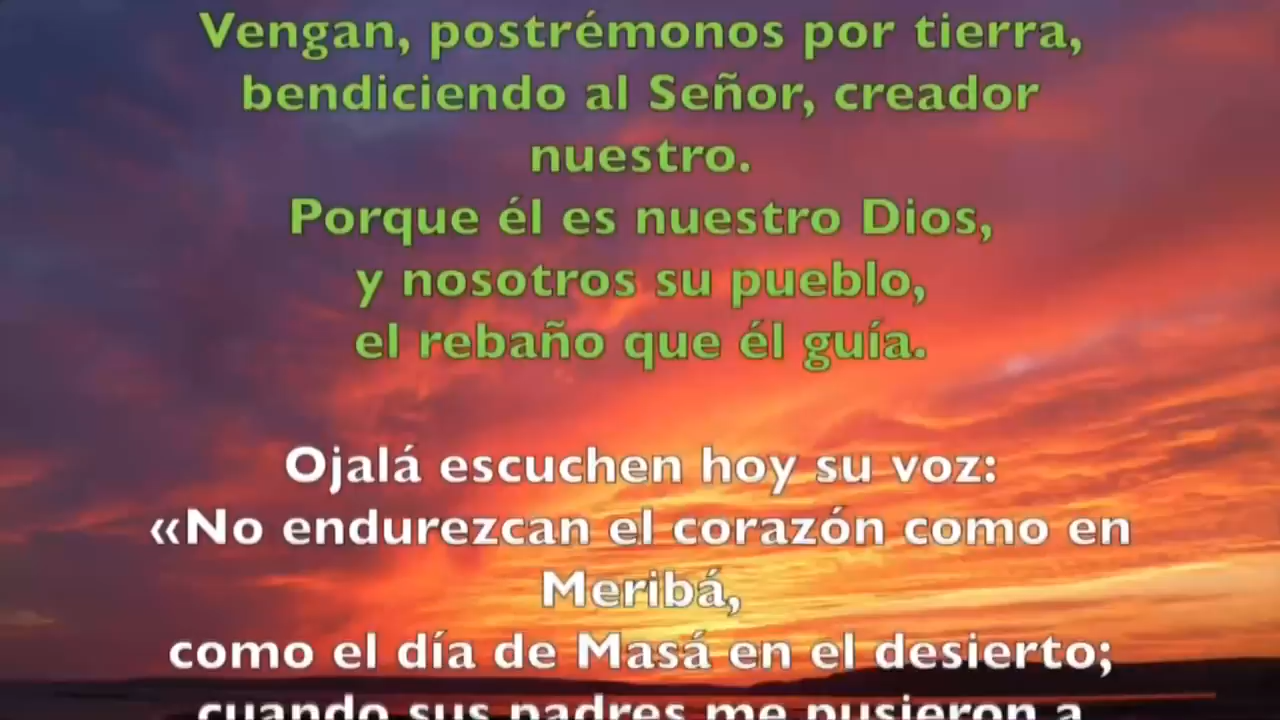 Vengan, postrémonos por tierra,
bendiciendo al Señor, creador
nuestro.
Porque él es nuestro Dios,
y nosotros su pueblo,
el rebaño que él guía.
Ojalá escuchen hoy su voz:
«No endurezcan el corazón como en
Meribá,
como el día de Masá en el desierto;
cuando sus padres me pusieron a